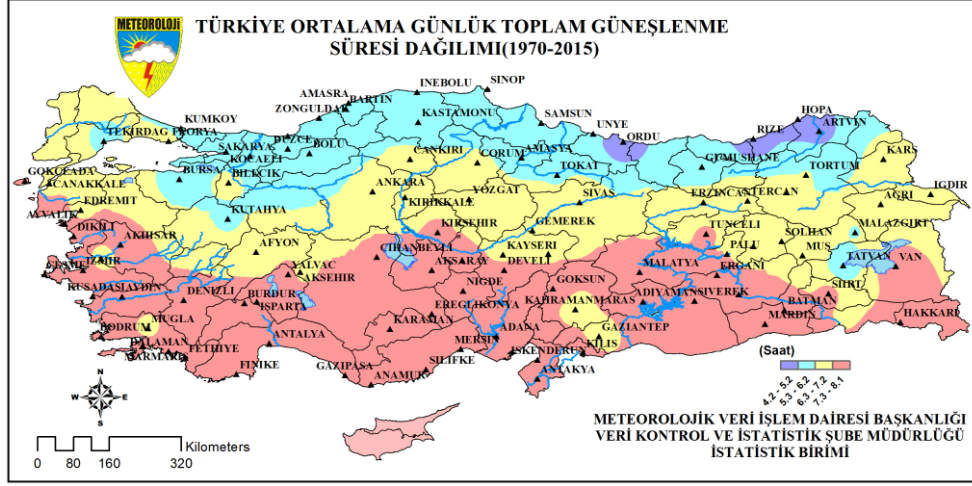 METEOROLOJİ
TÜRKİYE ORTALAMA GÜNLÜK TOPLAM GÜNEŞLENME
SÜRESİ DAĞILIMI(1970-2015)
INEBOLU
SINOP
AMASRA
BARTIN
ZONGULDAK
KASTAMONU
SAMSUN
UNYE
ORDU
HOPA
RIZE
ARTVIN
KUMKOY
TEKIRDAG
FLORYA
SAKARYA
KOCAELI
DUZCE
BOLU
CANKIRI
CORUM
AMASYA
TOKAT
GUMUSHANE
TORTUM
KARS
GOKCEADA
CANAKKALE
BURSA
BILECIK
ANKARA
KIRIKKALE
YOZGAT
SIVAS
ERZINCAN
TERCAN
AGRI
IGDIR
EDREMIT
AYVALIK
KUTAHYA
DIKILI
AKHISAR
AFYON
KIRSEHIR
GEMEREK
TUNCELI
SOLHAN
MALAZGIRT
CIHANBEYLI
KAYSERI
PALU
MUS
IZMIR
YALVAC
AKSEHIR
AKSARAY
DEVELI
MALATYA
ERGANI
TATVAN
VAN
NIGDE
GOKSUN
SIIRT
KUSADASI
AYDIN
DENIZLI
BURDUR
ISPARTA
EREGLIKONYA
KAHRAMANMARAS
ADIYAMAN
SIVEREK
BATMAN
BODRUM
MUGLA
KARAMAN
ADANA
GAZIANTEP
MARDIN
HAKKARI
DALAMAN
MARMARIS
FETHIYE
ANTALYA
MERSIN
KILIS
FINIKE
GAZIPASA
SILIFKE
ISKENDERUN
ANAMUR
ANTAKYA
(Saat)
4.2 - 5.2
5.3 - 6.2
6.3 - 7.2
7.3 - 8.1
N
W
E
S
Kilometers
0 80 160 320
METEOROLOJİK VERİ İŞLEM DAİRESİ BAŞKANLIĞI
VERİ KONTROL VE İSTATİSTİK ŞUBE MÜDÜRLÜĞÜ
İSTATİSTİK BİRİMİ